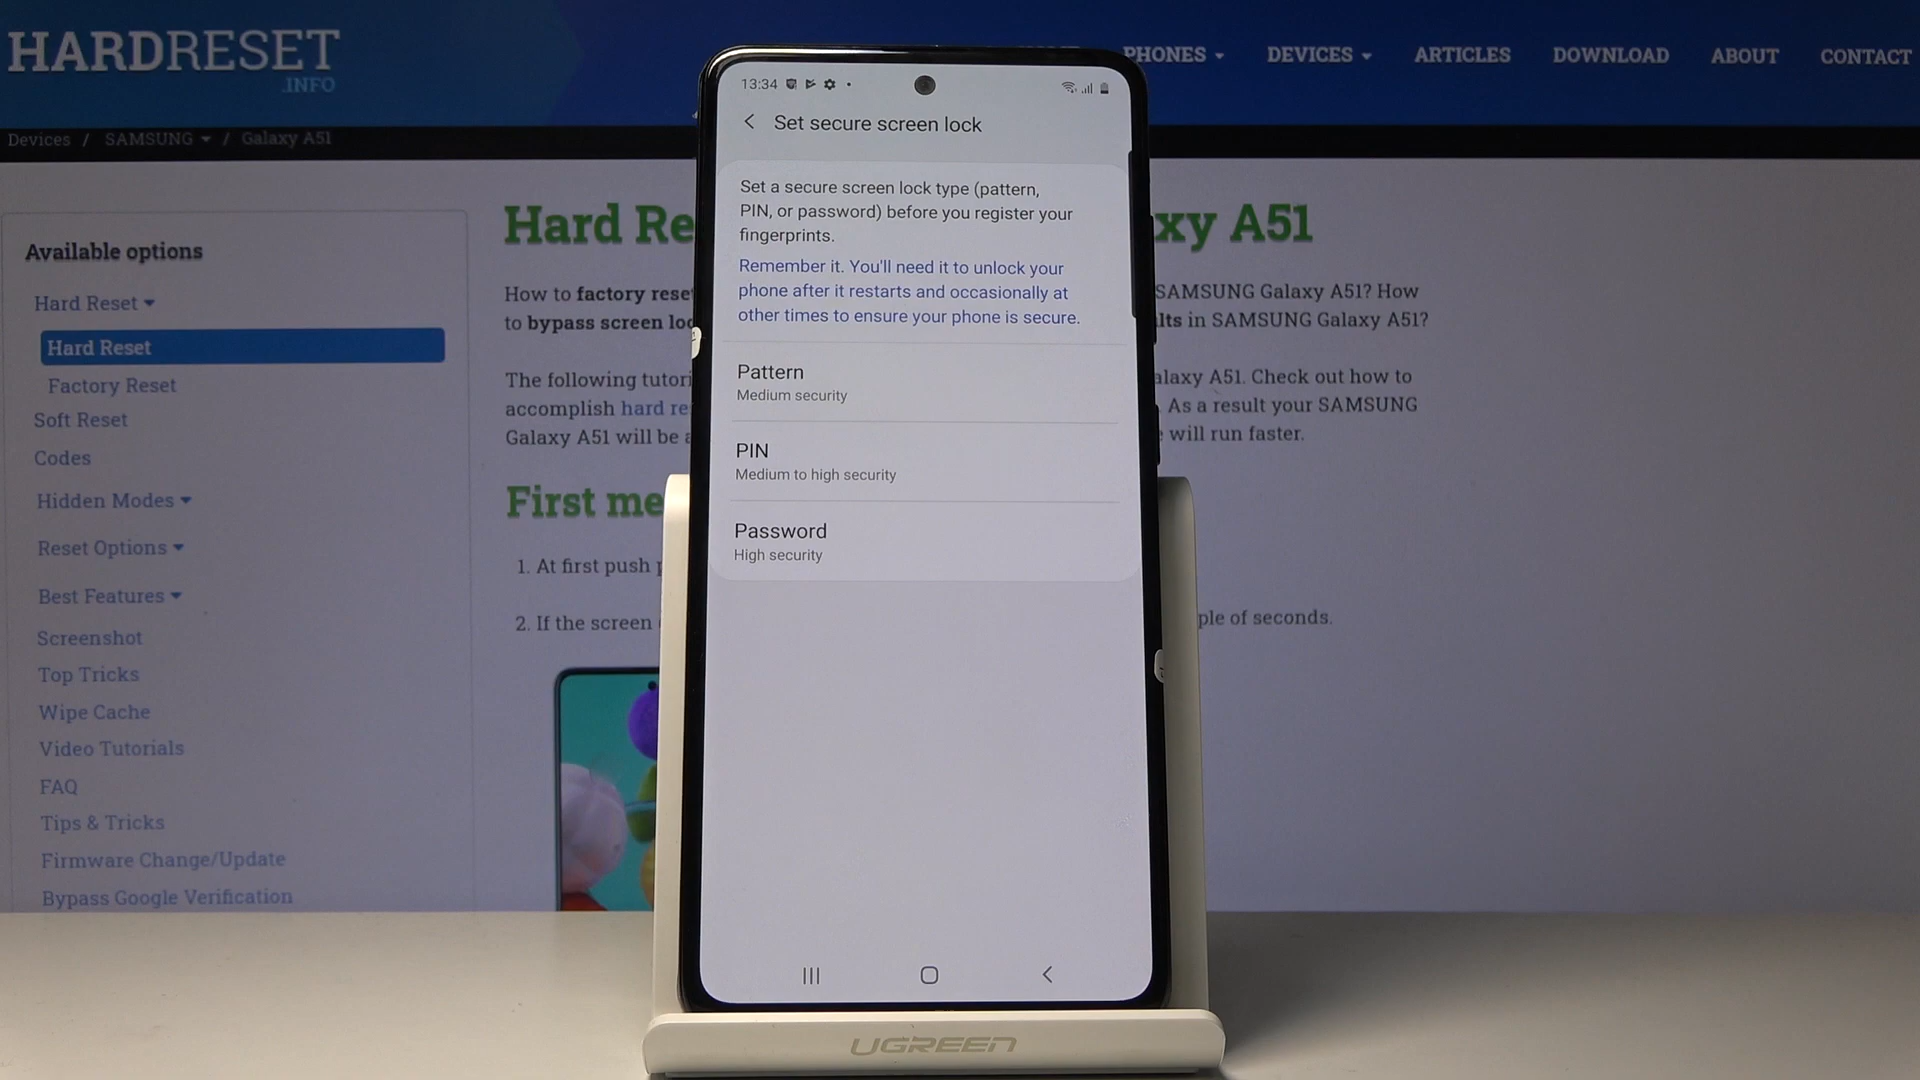 HARDRESET
.INFO
PHONES
DEVICES
ARTICLES
DOWNLOAD
ABOUT
CONTACT
Devices / SAMSUNG / Galaxy A51
Available options
Hard Reset
Hard Reset
Factory Reset
Soft Reset
Codes
Hidden Modes
Reset Options
Best Features
Screenshot
Top Tricks
Wipe Cache
Video Tutorials
FAQ
Tips & Tricks
Firmware Change/Update
Bypass Google Verification
Hard Re
xy A51
How to factory reset
SAMSUNG Galaxy A51? How
to bypass screen loc
lts in SAMSUNG Galaxy A51?
The following tutori
alaxy A51. Check out how to
accomplish hard re
As a result your SAMSUNG
Galaxy A51 will be a
will run faster.
First me
1. At first push
2. If the screen
ple of seconds.
13:34
Set secure screen lock
Set a secure screen lock type (pattern,
PIN, or password) before you register your
fingerprints.
Remember it. You'll need it to unlock your
phone after it restarts and occasionally at
other times to ensure your phone is secure.
Pattern
Medium security
PIN
Medium to high security
Password
High security
UGREEN